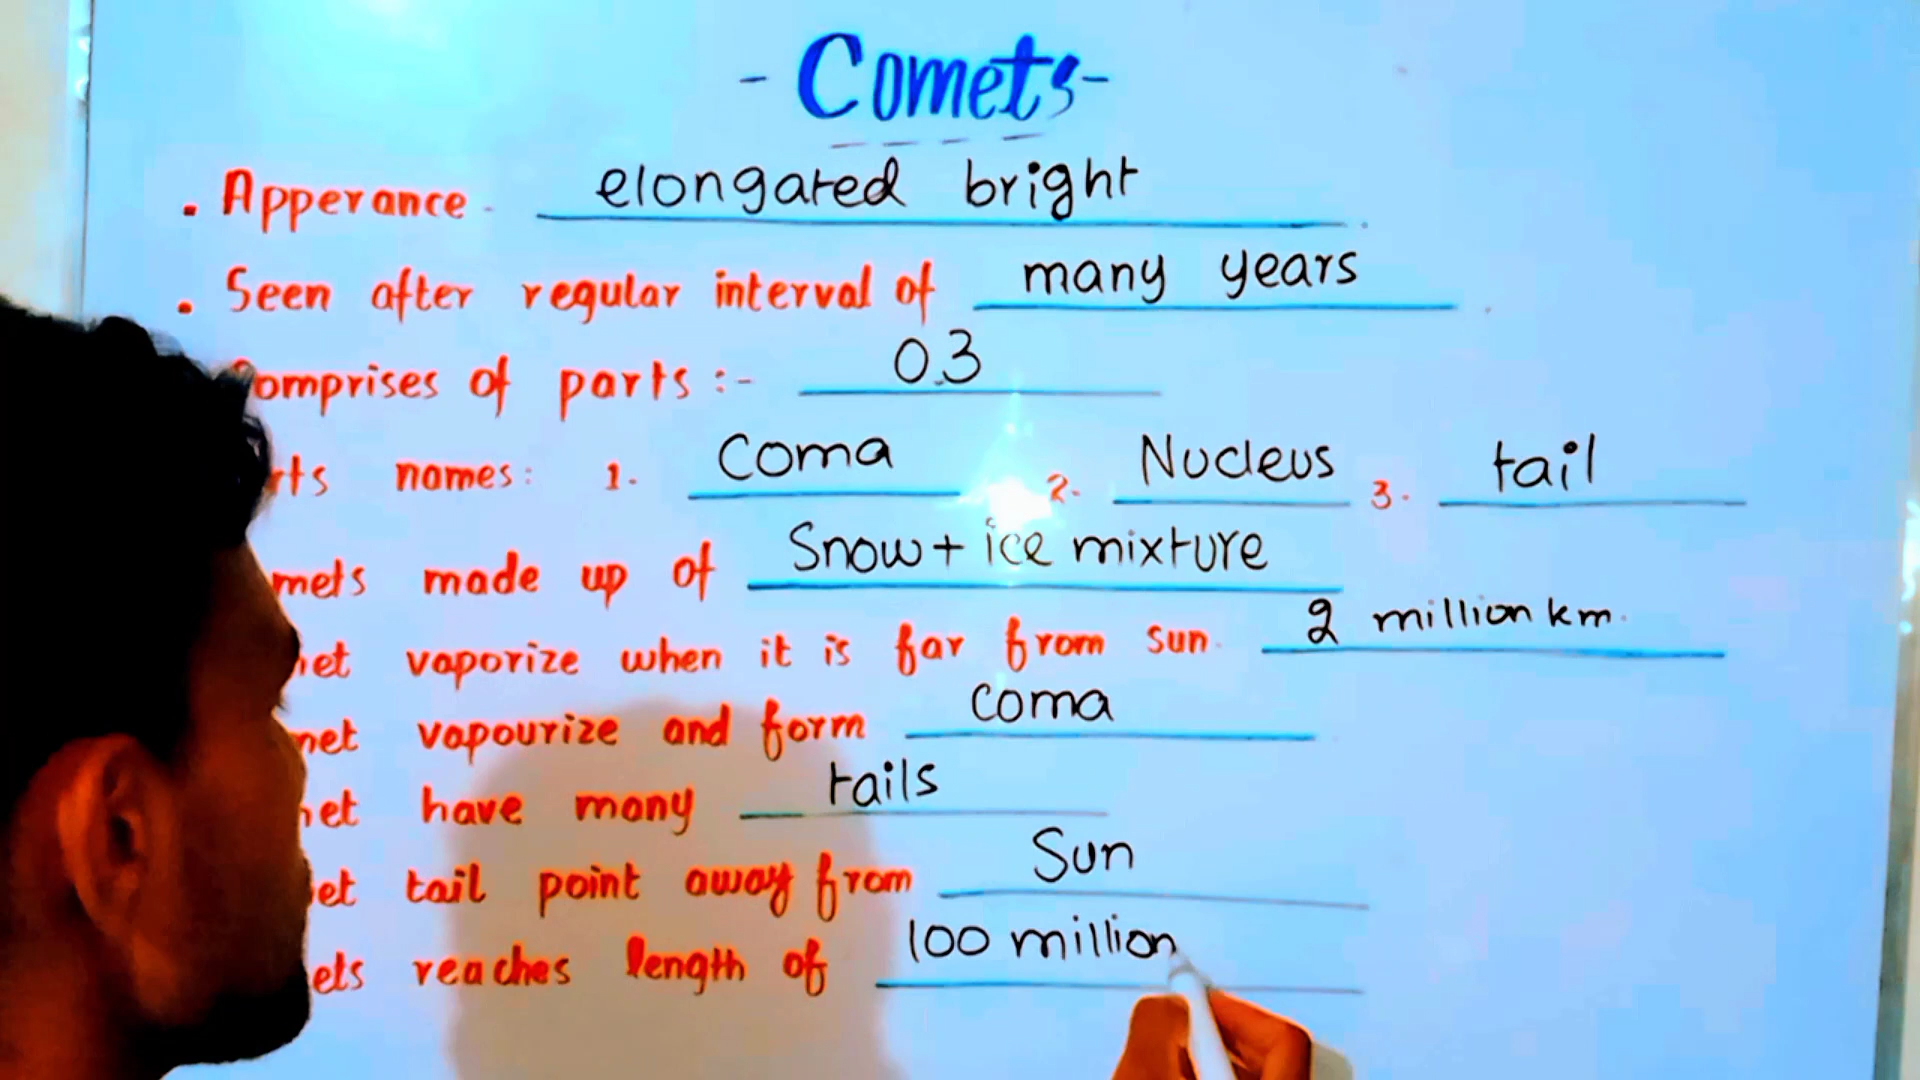 - Comets -
. Apperance - elongated bright .
. Seen after regular interval of many years .
Comprises of parts :- 03
rts names: 1. Coma 2. Nucleus 3. tail
mets made up of Snow + ice mixture
et vaporize when it is far from sun. 2 million km.
net vapourize and form coma
et have many tails
et tail point away from Sun
ets reaches length of 100 million